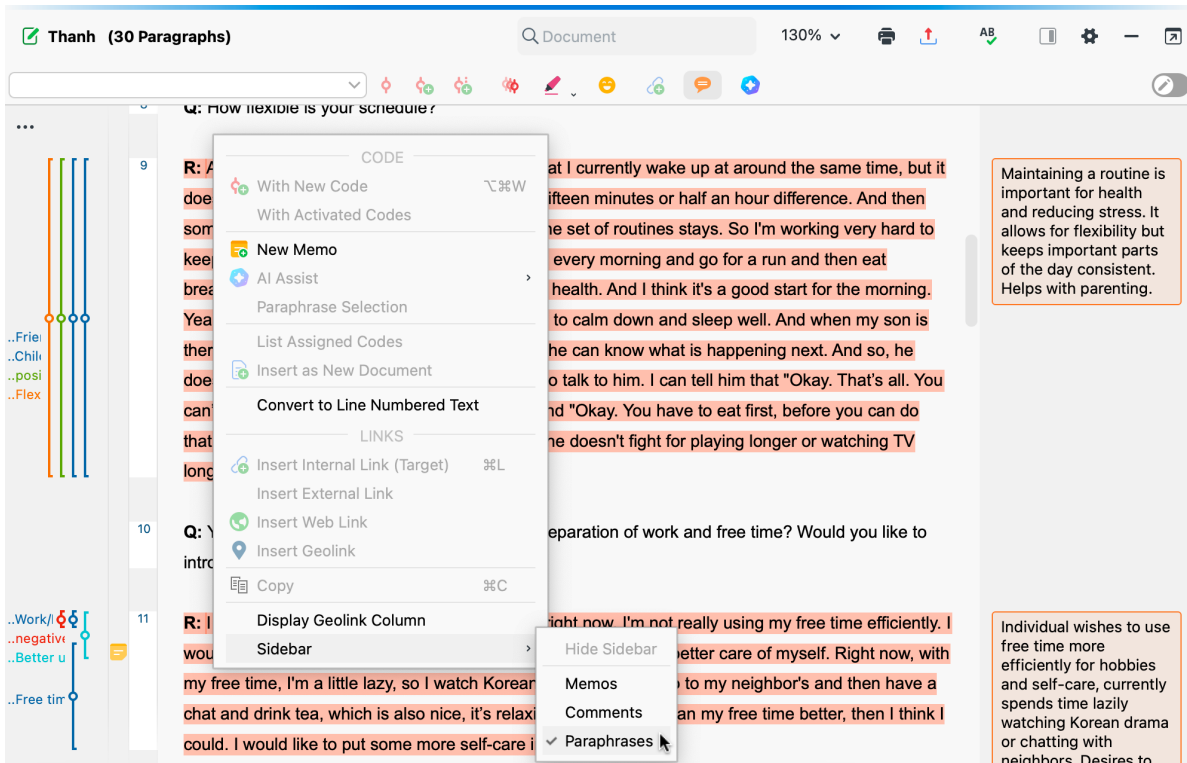 Thanh (30 Paragraphs)
Document
130%
AB
Q: How flexible is your schedule?
9
R: A
at I currently wake up at around the same time, but it
doe
ifteen minutes or half an hour difference. And then
som
e set of routines stays. So I'm working very hard to
keep
every morning and go for a run and then eat
brea
health. And I think it's a good start for the morning.
Yea
to calm down and sleep well. And when my son is
ther
he can know what is happening next. And so, he
doe
o talk to him. I can tell him that "Okay. That's all. You
can'
nd "Okay. You have to eat first, before you can do
that
he doesn't fight for playing longer or watching TV
long
10
Q: Y
eparation of work and free time? Would you like to
intro
11
R: I
right now, I'm not really using my free time efficiently. I
wou
better care of myself. Right now, with
my free time, I'm a little lazy, so I watch Korean
o to my neighbor's and then have a
chat and drink tea, which is also nice, it's relaxi
an my free time better, then I think I
could. I would like to put some more self-care i
..Frie
..Chil
..posi
..Flex
..Work/
..negative
..Better u
..Free tim
CODE
With New Code ⌥⌘W
With Activated Codes
New Memo
AI Assist
Paraphrase Selection
List Assigned Codes
Insert as New Document
Convert to Line Numbered Text
LINKS
Insert Internal Link (Target) ⌘L
Insert External Link
Insert Web Link
Insert Geolink
Copy ⌘C
Display Geolink Column
Sidebar
Hide Sidebar
Memos
Comments
✓ Paraphrases
Maintaining a routine is
important for health
and reducing stress. It
allows for flexibility but
keeps important parts
of the day consistent.
Helps with parenting.
Individual wishes to use
free time more
efficiently for hobbies
and self-care, currently
spends time lazily
watching Korean drama
or chatting with
neighbors. Desires to